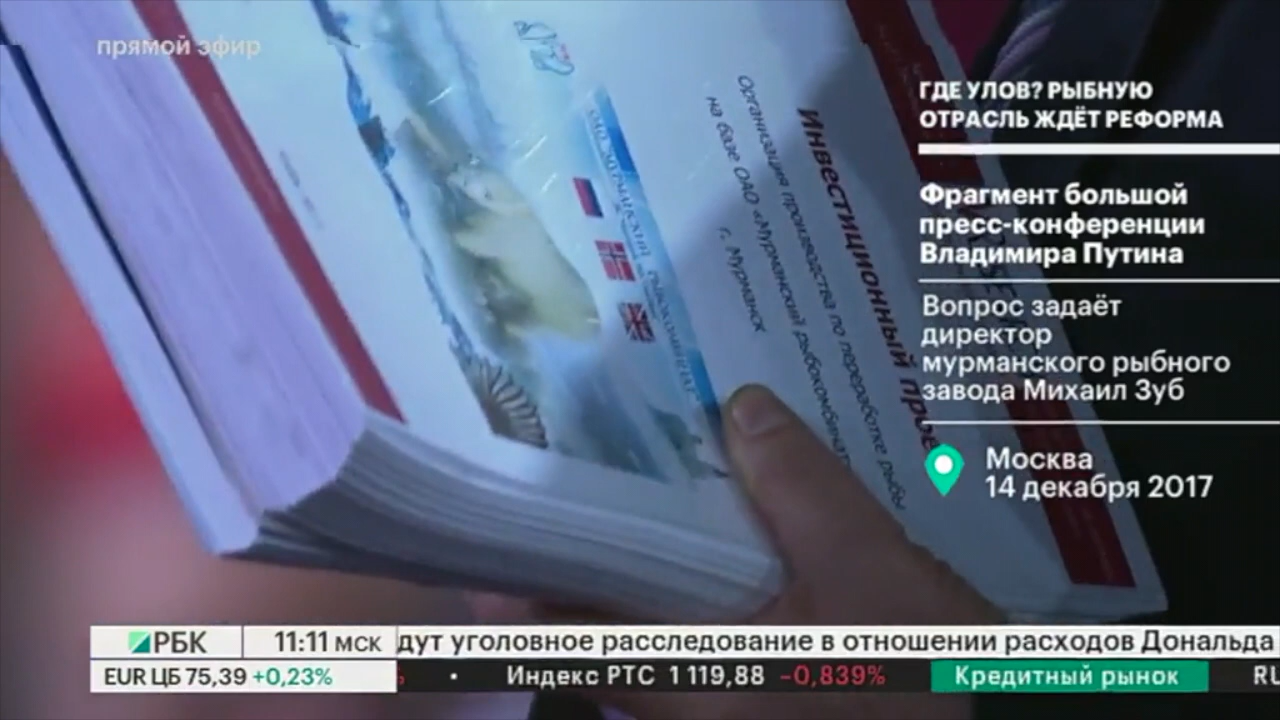 прямой эфир
ГДЕ УЛОВ? РЫБНУЮ
ОТРАСЛЬ ЖДЁТ РЕФОРМА
Фрагмент большой
пресс-конференции
Владимира Путина
Вопрос задаёт
директор
мурманского рыбного
завода Михаил Зуб
Москва
14 декабря 2017
Инвестиционный
Организация производства по переработке рыбы
на базе ОАО «Мурманский рыбокомбинат
г. Мурманск
РБК
11:11 МСК
дут уголовное расследование в отношении расходов Дональда
EUR ЦБ 75,39 +0,23%
• Индекс РТС 1 119,88 -0,839%
Кредитный рынок
RU